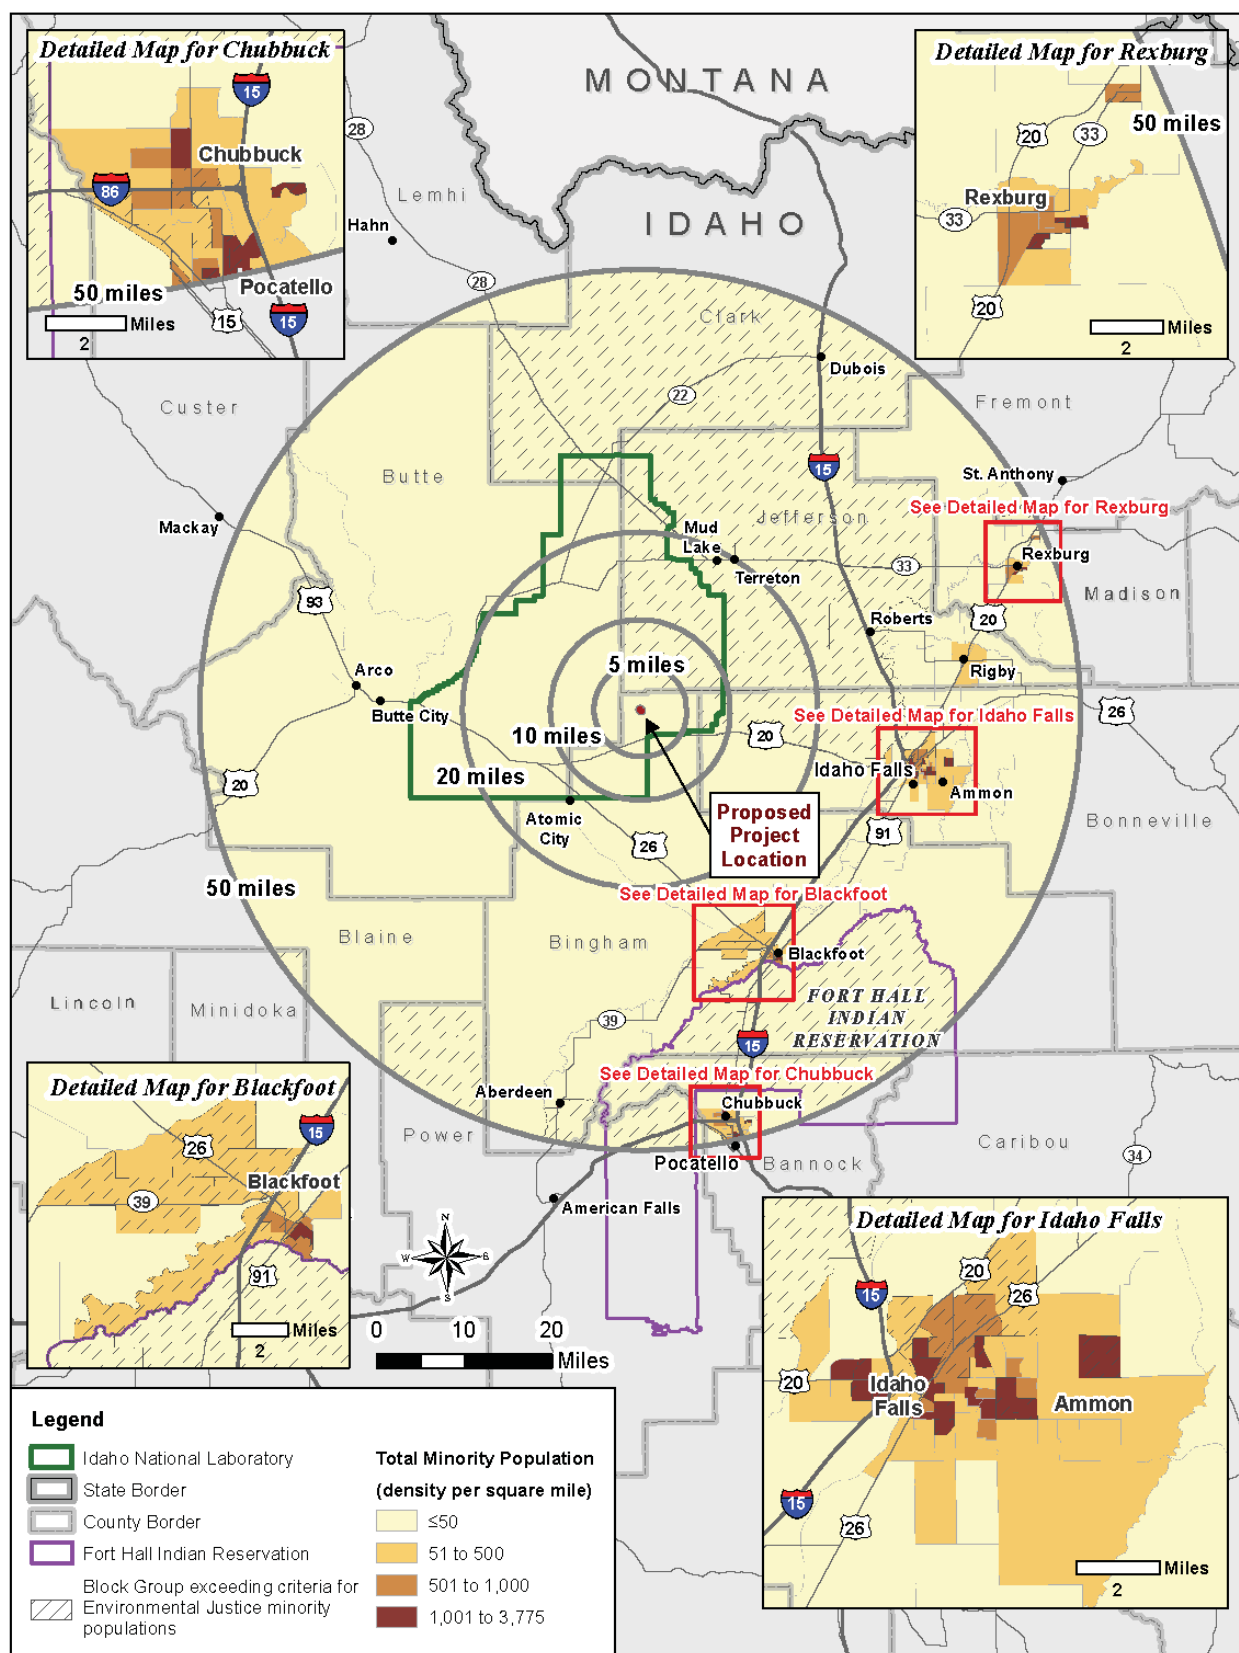 Detailed Map for Chubbuck
15
Chubbuck
86
50 miles
Pocatello
15
15
Miles
2
Detailed Map for Rexburg
20
33
50 miles
Rexburg
33
20
Miles
2
MONTANA
IDAHO
28
Lemhi
Hahn
28
Clark
Dubois
22
Custer
Fremont
Butte
15
St. Anthony
See Detailed Map for Rexburg
Mackay
Jefferson
Mud
Lake
Terreton
33
Rexburg
93
Madison
Roberts
20
5 miles
Rigby
Arco
Butte City
26
See Detailed Map for Idaho Falls
10 miles
20
20 miles
20
Idaho Falls
Ammon
Proposed
Project
Location
Atomic
City
26
91
Bonneville
50 miles
See Detailed Map for Blackfoot
Blaine
Bingham
Blackfoot
Lincoln
Minidoka
FORT HALL
INDIAN
RESERVATION
39
15
See Detailed Map for Chubbuck
Aberdeen
Chubbuck
Power
Pocatello
Bannock
Caribou
34
American Falls
Detailed Map for Blackfoot
26
15
Blackfoot
39
91
Miles
2
N
W
E
S
0 10 20
Miles
Detailed Map for Idaho Falls
20
15
26
20
Idaho
Falls
Ammon
15
26
Miles
2
Legend
Idaho National Laboratory
State Border
County Border
Fort Hall Indian Reservation
Block Group exceeding criteria for
Environmental Justice minority
populations
Total Minority Population
(density per square mile)
≤50
51 to 500
501 to 1,000
1,001 to 3,775